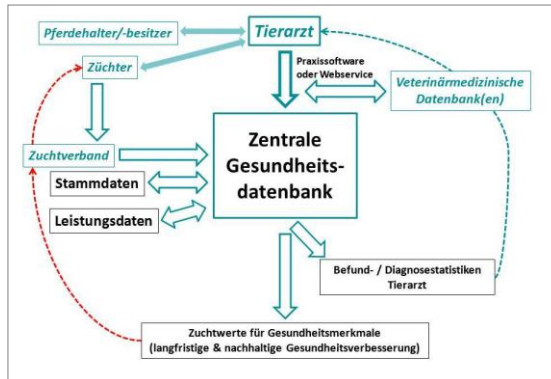 Pferdehalter/-besitzer
Tierarzt
Züchter
Praxissoftware
oder Webservice
Veterinärmedizinische
Datenbank(en)
Zentrale
Gesundheits-
datenbank
Zuchtverband
Stammdaten
Leistungsdaten
Befund- / Diagnosestatistiken
Tierarzt
Zuchtwerte für Gesundheitsmerkmale
(langfristige & nachhaltige Gesundheitsverbesserung)